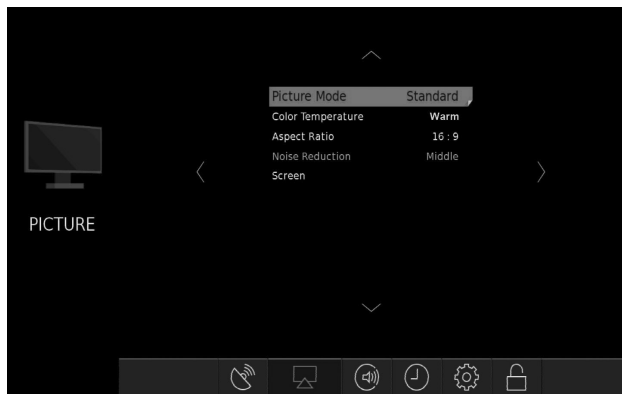 Picture Mode Standard
Color Temperature Warm
Aspect Ratio 16 : 9
Noise Reduction Middle
Screen
PICTURE